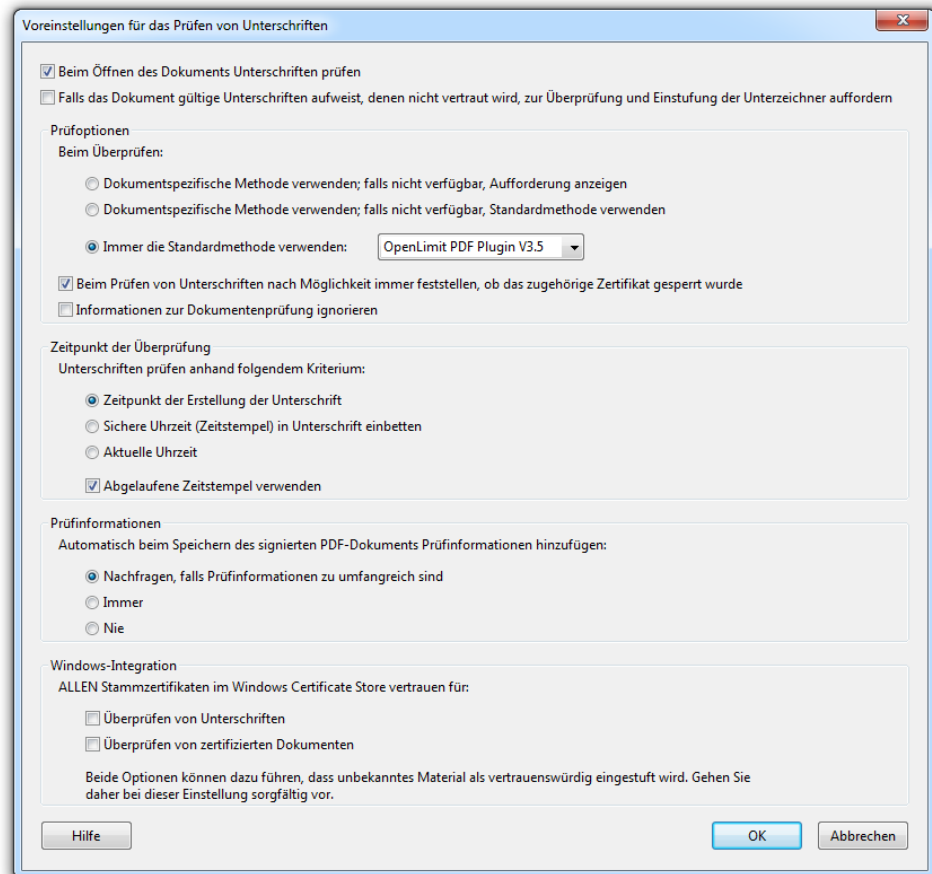 Voreinstellungen für das Prüfen von Unterschriften
Beim Öffnen des Dokuments Unterschriften prüfen
Falls das Dokument gültige Unterschriften aufweist, denen nicht vertraut wird, zur Überprüfung und Einstufung der Unterzeichner auffordern
Prüfoptionen
Beim Überprüfen:
Dokumentspezifische Methode verwenden; falls nicht verfügbar, Aufforderung anzeigen
Dokumentspezifische Methode verwenden; falls nicht verfügbar, Standardmethode verwenden
Immer die Standardmethode verwenden: OpenLimit PDF Plugin V3.5
Beim Prüfen von Unterschriften nach Möglichkeit immer feststellen, ob das zugehörige Zertifikat gesperrt wurde
Informationen zur Dokumentenprüfung ignorieren
Zeitpunkt der Überprüfung
Unterschriften prüfen anhand folgendem Kriterium:
Zeitpunkt der Erstellung der Unterschrift
Sichere Uhrzeit (Zeitstempel) in Unterschrift einbetten
Aktuelle Uhrzeit
Abgelaufene Zeitstempel verwenden
Prüfinformationen
Automatisch beim Speichern des signierten PDF-Dokuments Prüfinformationen hinzufügen:
Nachfragen, falls Prüfinformationen zu umfangreich sind
Immer
Nie
Windows-Integration
ALLEN Stammzertifikaten im Windows Certificate Store vertrauen für:
Überprüfen von Unterschriften
Überprüfen von zertifizierten Dokumenten
Beide Optionen können dazu führen, dass unbekanntes Material als vertrauenswürdig eingestuft wird. Gehen Sie
daher bei dieser Einstellung sorgfältig vor.
Hilfe OK Abbrechen